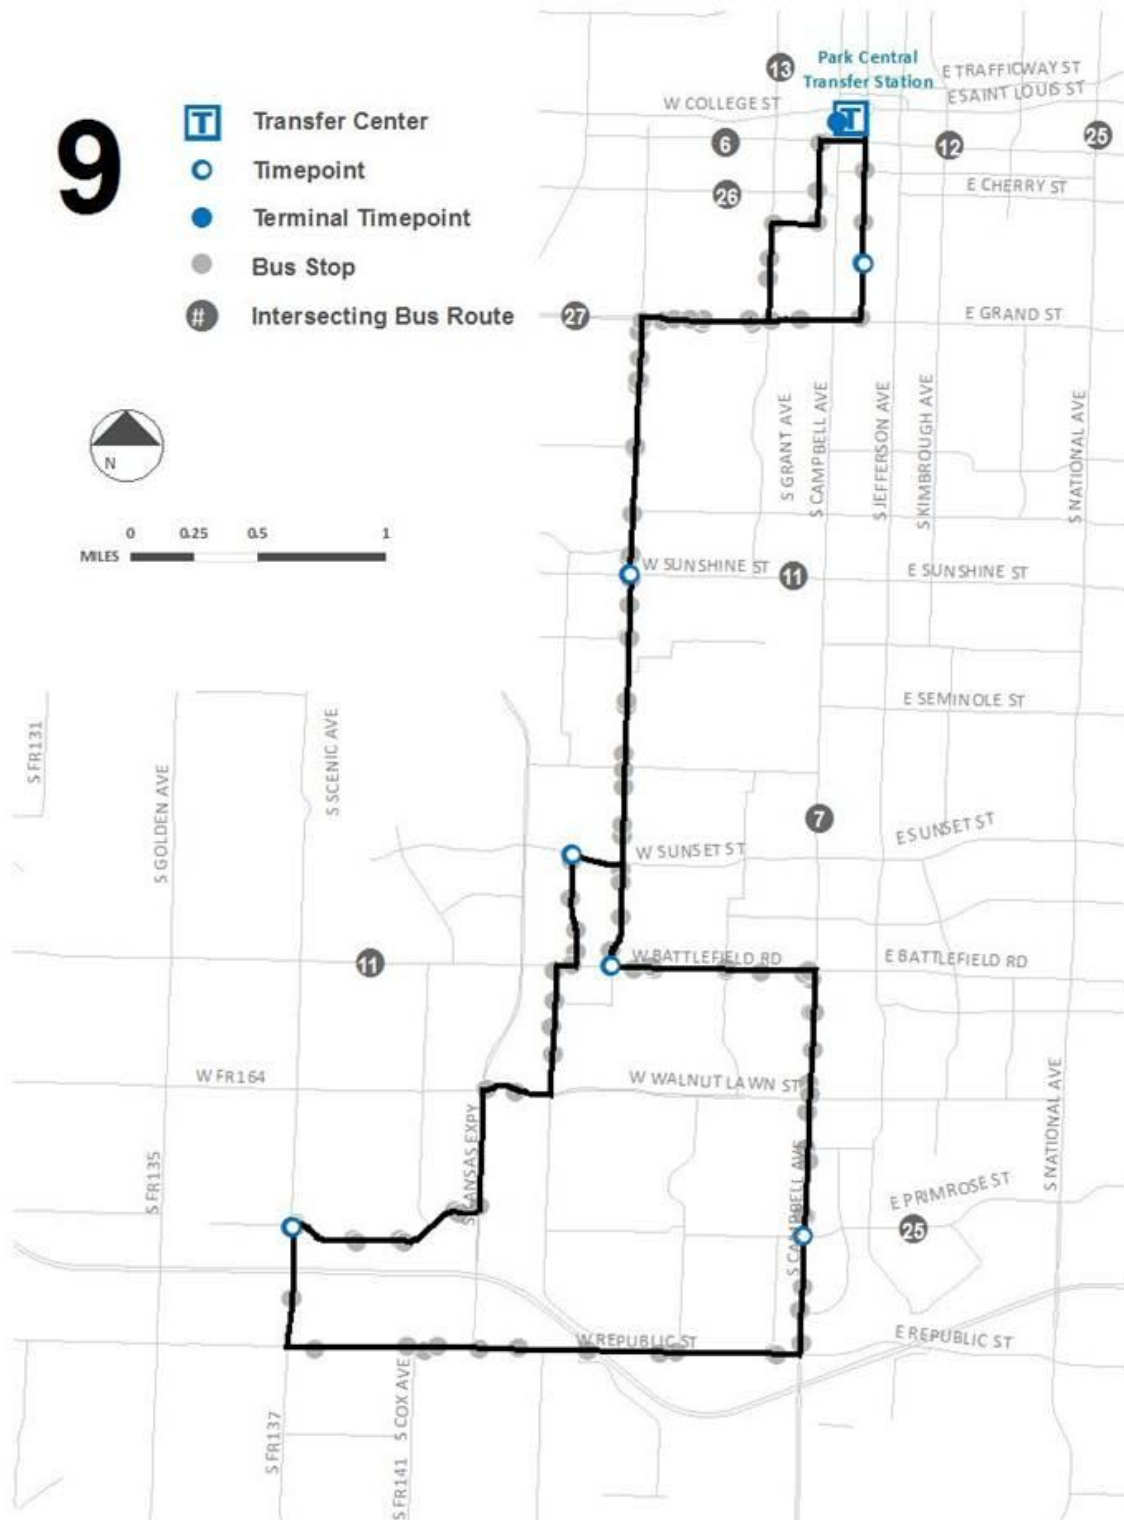 9
T Transfer Center
Timepoint
Terminal Timepoint
Bus Stop
# Intersecting Bus Route
N
0 0.25 0.5 1
MILES
13
Park Central
Transfer Station
T
E TRAFFICWAY ST
E SAINT LOUIS ST
W COLLEGE ST
6
12
25
26
E CHERRY ST
27
E GRAND ST
S GRANT AVE
S CAMPBELL AVE
S JEFFERSON AVE
S KIMBROUGH AVE
S NATIONAL AVE
W SUNSHINE ST
11
E SUNSHINE ST
E SEMINOLE ST
S FR131
S GOLDEN AVE
S SCENIC AVE
7
W SUNSET ST
E SUNSET ST
11
W BATTLEFIELD RD
E BATTLEFIELD RD
W FR164
W WALNUT LAWN ST
S KANSAS EXPY
S FR135
S CAMPBELL AVE
S NATIONAL AVE
E PRIMROSE ST
25
W REPUBLIC ST
E REPUBLIC ST
S FR137
S COX AVE
S FR141